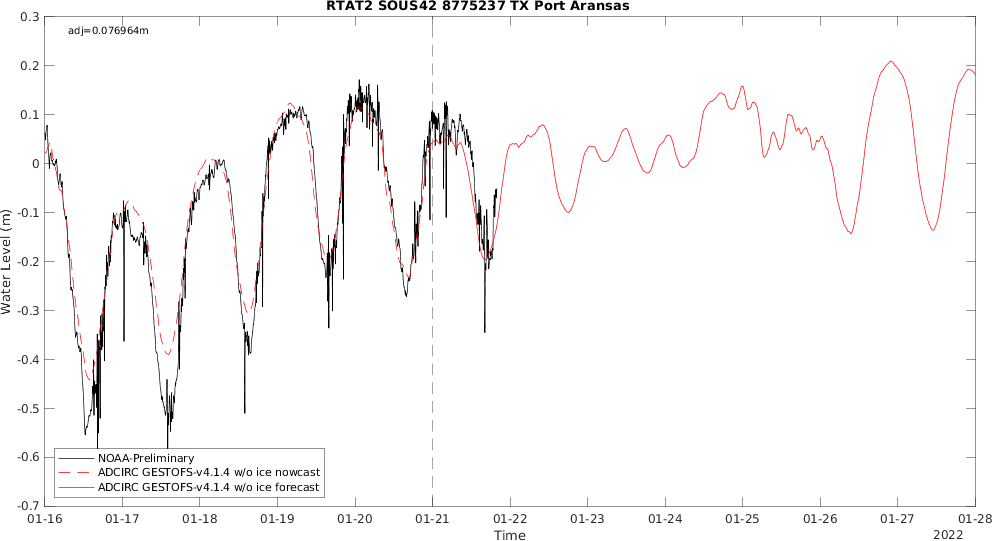 RTAT2 SOUS42 8775237 TX Port Aransas
adj=0.076964m
0.3
0.2
0.1
0
-0.1
-0.2
-0.3
-0.4
-0.5
-0.6
-0.7
Water Level (m)
NOAA-Preliminary
ADCIRC GESTOFS-v4.1.4 w/o ice nowcast
ADCIRC GESTOFS-v4.1.4 w/o ice forecast
01-16 01-17 01-18 01-19 01-20 01-21 01-22 01-23 01-24 01-25 01-26 01-27 01-28
Time
2022